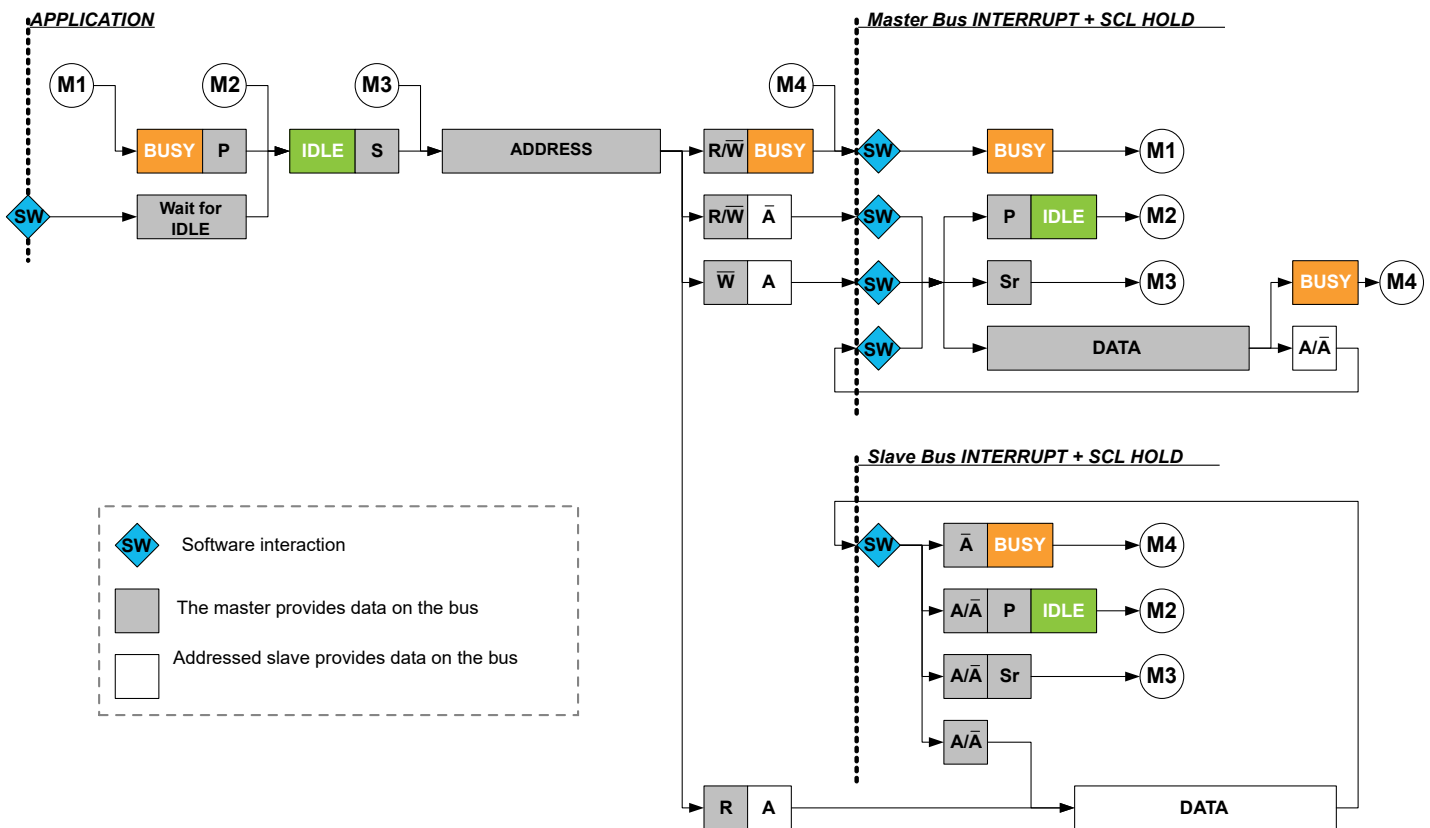 APPLICATION
Master Bus INTERRUPT + SCL HOLD
M1
M2
M3
M4
BUSY P
IDLE S
ADDRESS
R/W̅ BUSY
SW
BUSY
M1
SW
Wait for
IDLE
R/W̅ A̅
SW
P IDLE
M2
W̅ A
SW
Sr
M3
BUSY
M4
SW
DATA
A/A̅
Slave Bus INTERRUPT + SCL HOLD
SW
A̅ BUSY
M4
A/A̅ P IDLE
M2
A/A̅ Sr
M3
A/A̅
R A
DATA
SW Software interaction
The master provides data on the bus
Addressed slave provides data on the bus